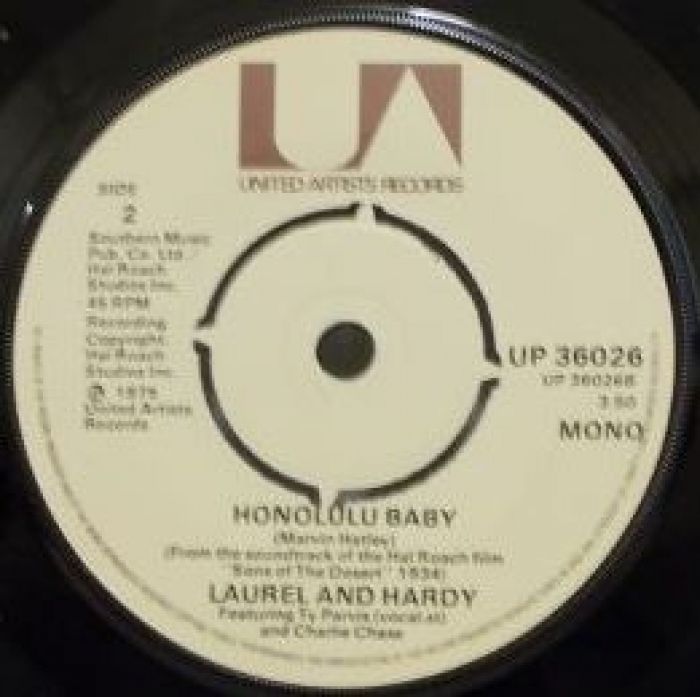 UA
UNITED ARTISTS RECORDS
SIDE
2
Southern Music
Pub. Co. Ltd./
Hal Roach
Studios Inc.
45 RPM
Recording
Copyright.
Hal Roach
Studios Inc.
℗ 1975
United Artists
Records
UP 36026
UP 36026B
3:50
MONO
HONOLULU BABY
(Marvin Hatley)
(From the soundtrack of the Hal Roach film
"Sons of The Desert" 1934)
LAUREL AND HARDY
Featuring Ty Parvis (vocalist)
and Charlie Chase